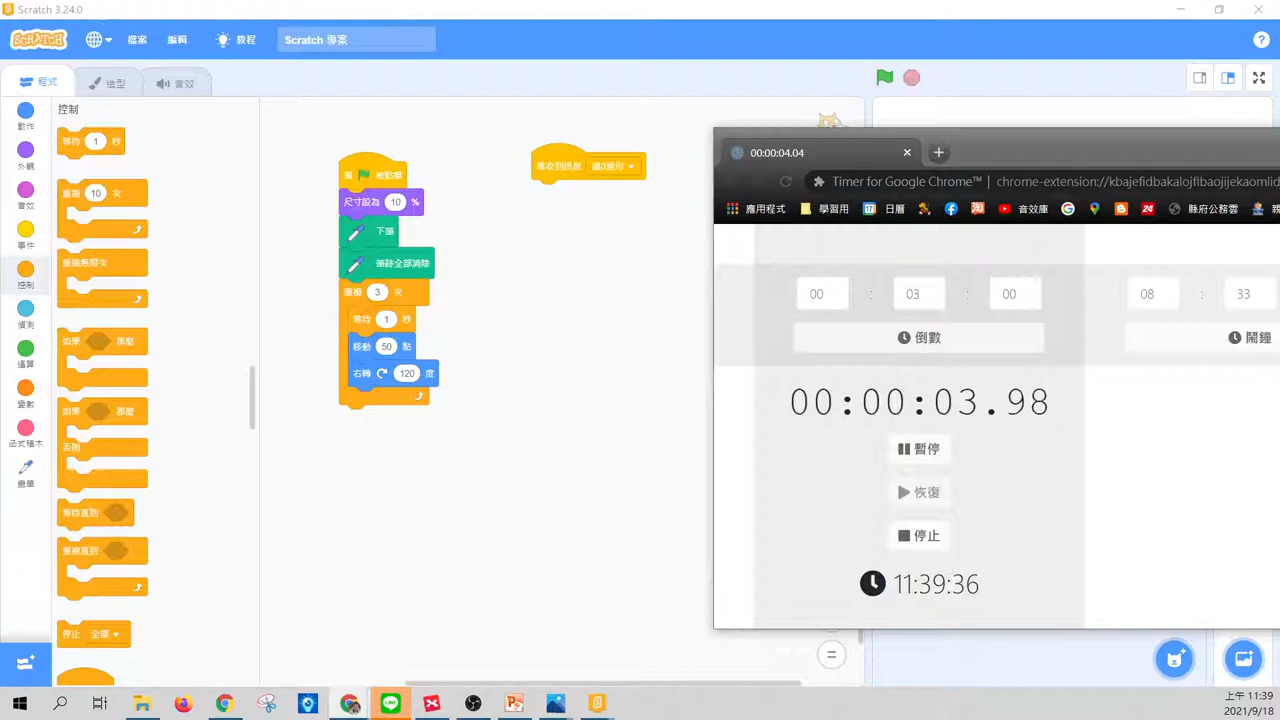 Scratch 3.24.0
SCRATCH
檔案
編輯
教程
Scratch 專案
程式
造型
音效
控制
動作
外觀
音效
事件
控制
偵測
運算
變數
函式積木
畫筆
等待 1 秒
重複 10 次
重複無限次
如果 那麼
如果 那麼
否則
等待直到
重複直到
停止 全部
當 被點擊
尺寸設為 10 %
下筆
筆跡全部清除
重複 3 次
等待 1 秒
移動 50 點
右轉 120 度
當收到訊息
00:00:04.04
Timer for Google Chrome™ | chrome-extension://kbajefidbakalojflbaoijjekaomlid
應用程式
學習用
17
日曆
音效庫
24
縣府公務雲
親
00 : 03 : 00
倒數
08 : 33
鬧鐘
00:00:03.98
暫停
恢復
停止
11:39:36
上午 11:39
2021/9/18